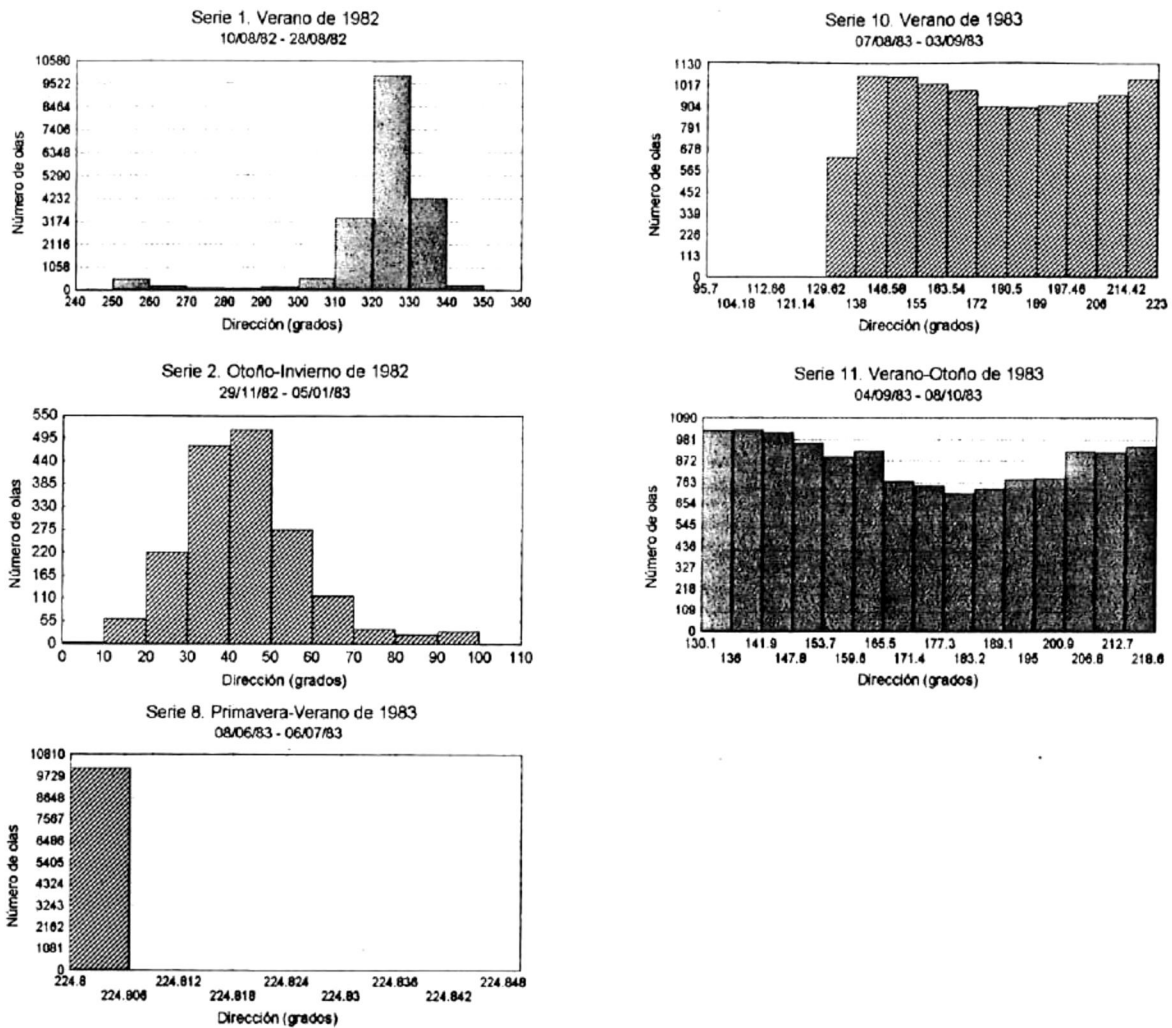 Serie 1. Verano de 1982
10/08/82 - 28/08/82
10580
9522
8464
7406
6348
5290
4232
3174
2116
1058
240 250 260 270 280 290 300 310 320 330 340 350 360
Número de olas
Dirección (grados)
Serie 10. Verano de 1983
07/08/83 - 03/09/83
1130
1017
904
791
678
565
452
339
226
113
0
95.7 112.66 129.62 146.58 163.54 180.5 197.46 214.42
104.18 121.14 138 155 172 189 206 223
Número de olas
Dirección (grados)
Serie 2. Otoño-Invierno de 1982
29/11/82 - 05/01/83
550
495
440
385
330
275
220
165
110
55
0
0 10 20 30 40 50 60 70 80 90 100 110
Número de olas
Dirección (grados)
Serie 11. Verano-Otoño de 1983
04/09/83 - 08/10/83
1090
981
872
763
654
545
436
327
218
109
0
130.1 141.9 153.7 165.5 177.3 189.1 200.9 212.7
136 147.8 159.6 171.4 183.2 195 206.8 218.6
Número de olas
Dirección (grados)
Serie 8. Primavera-Verano de 1983
08/06/83 - 06/07/83
10810
9729
8648
7567
6486
5405
4324
3243
2162
1081
0
224.8 224.812 224.824 224.836 224.848
224.806 224.818 224.83 224.842
Número de olas
Dirección (grados)